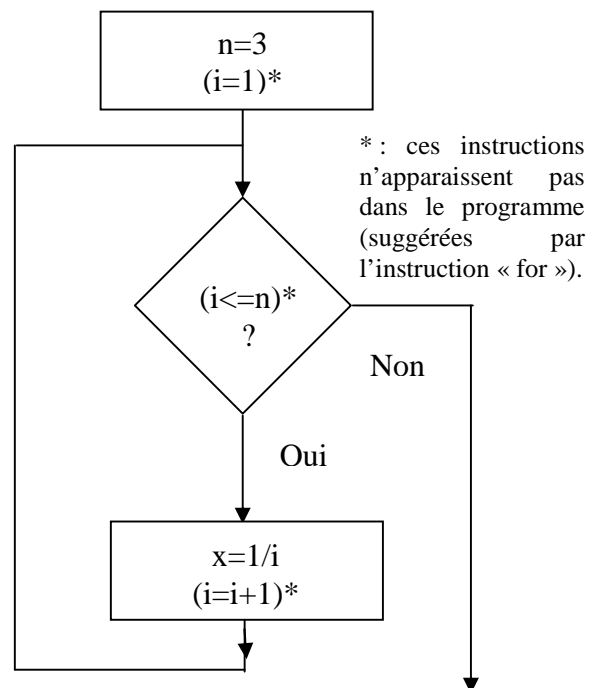 n=3
(i=1)*
* : ces instructions
n’apparaissent pas
dans le programme
(suggérées par
l’instruction « for »).
(i<=n)*
?
Non
Oui
x=1/i
(i=i+1)*